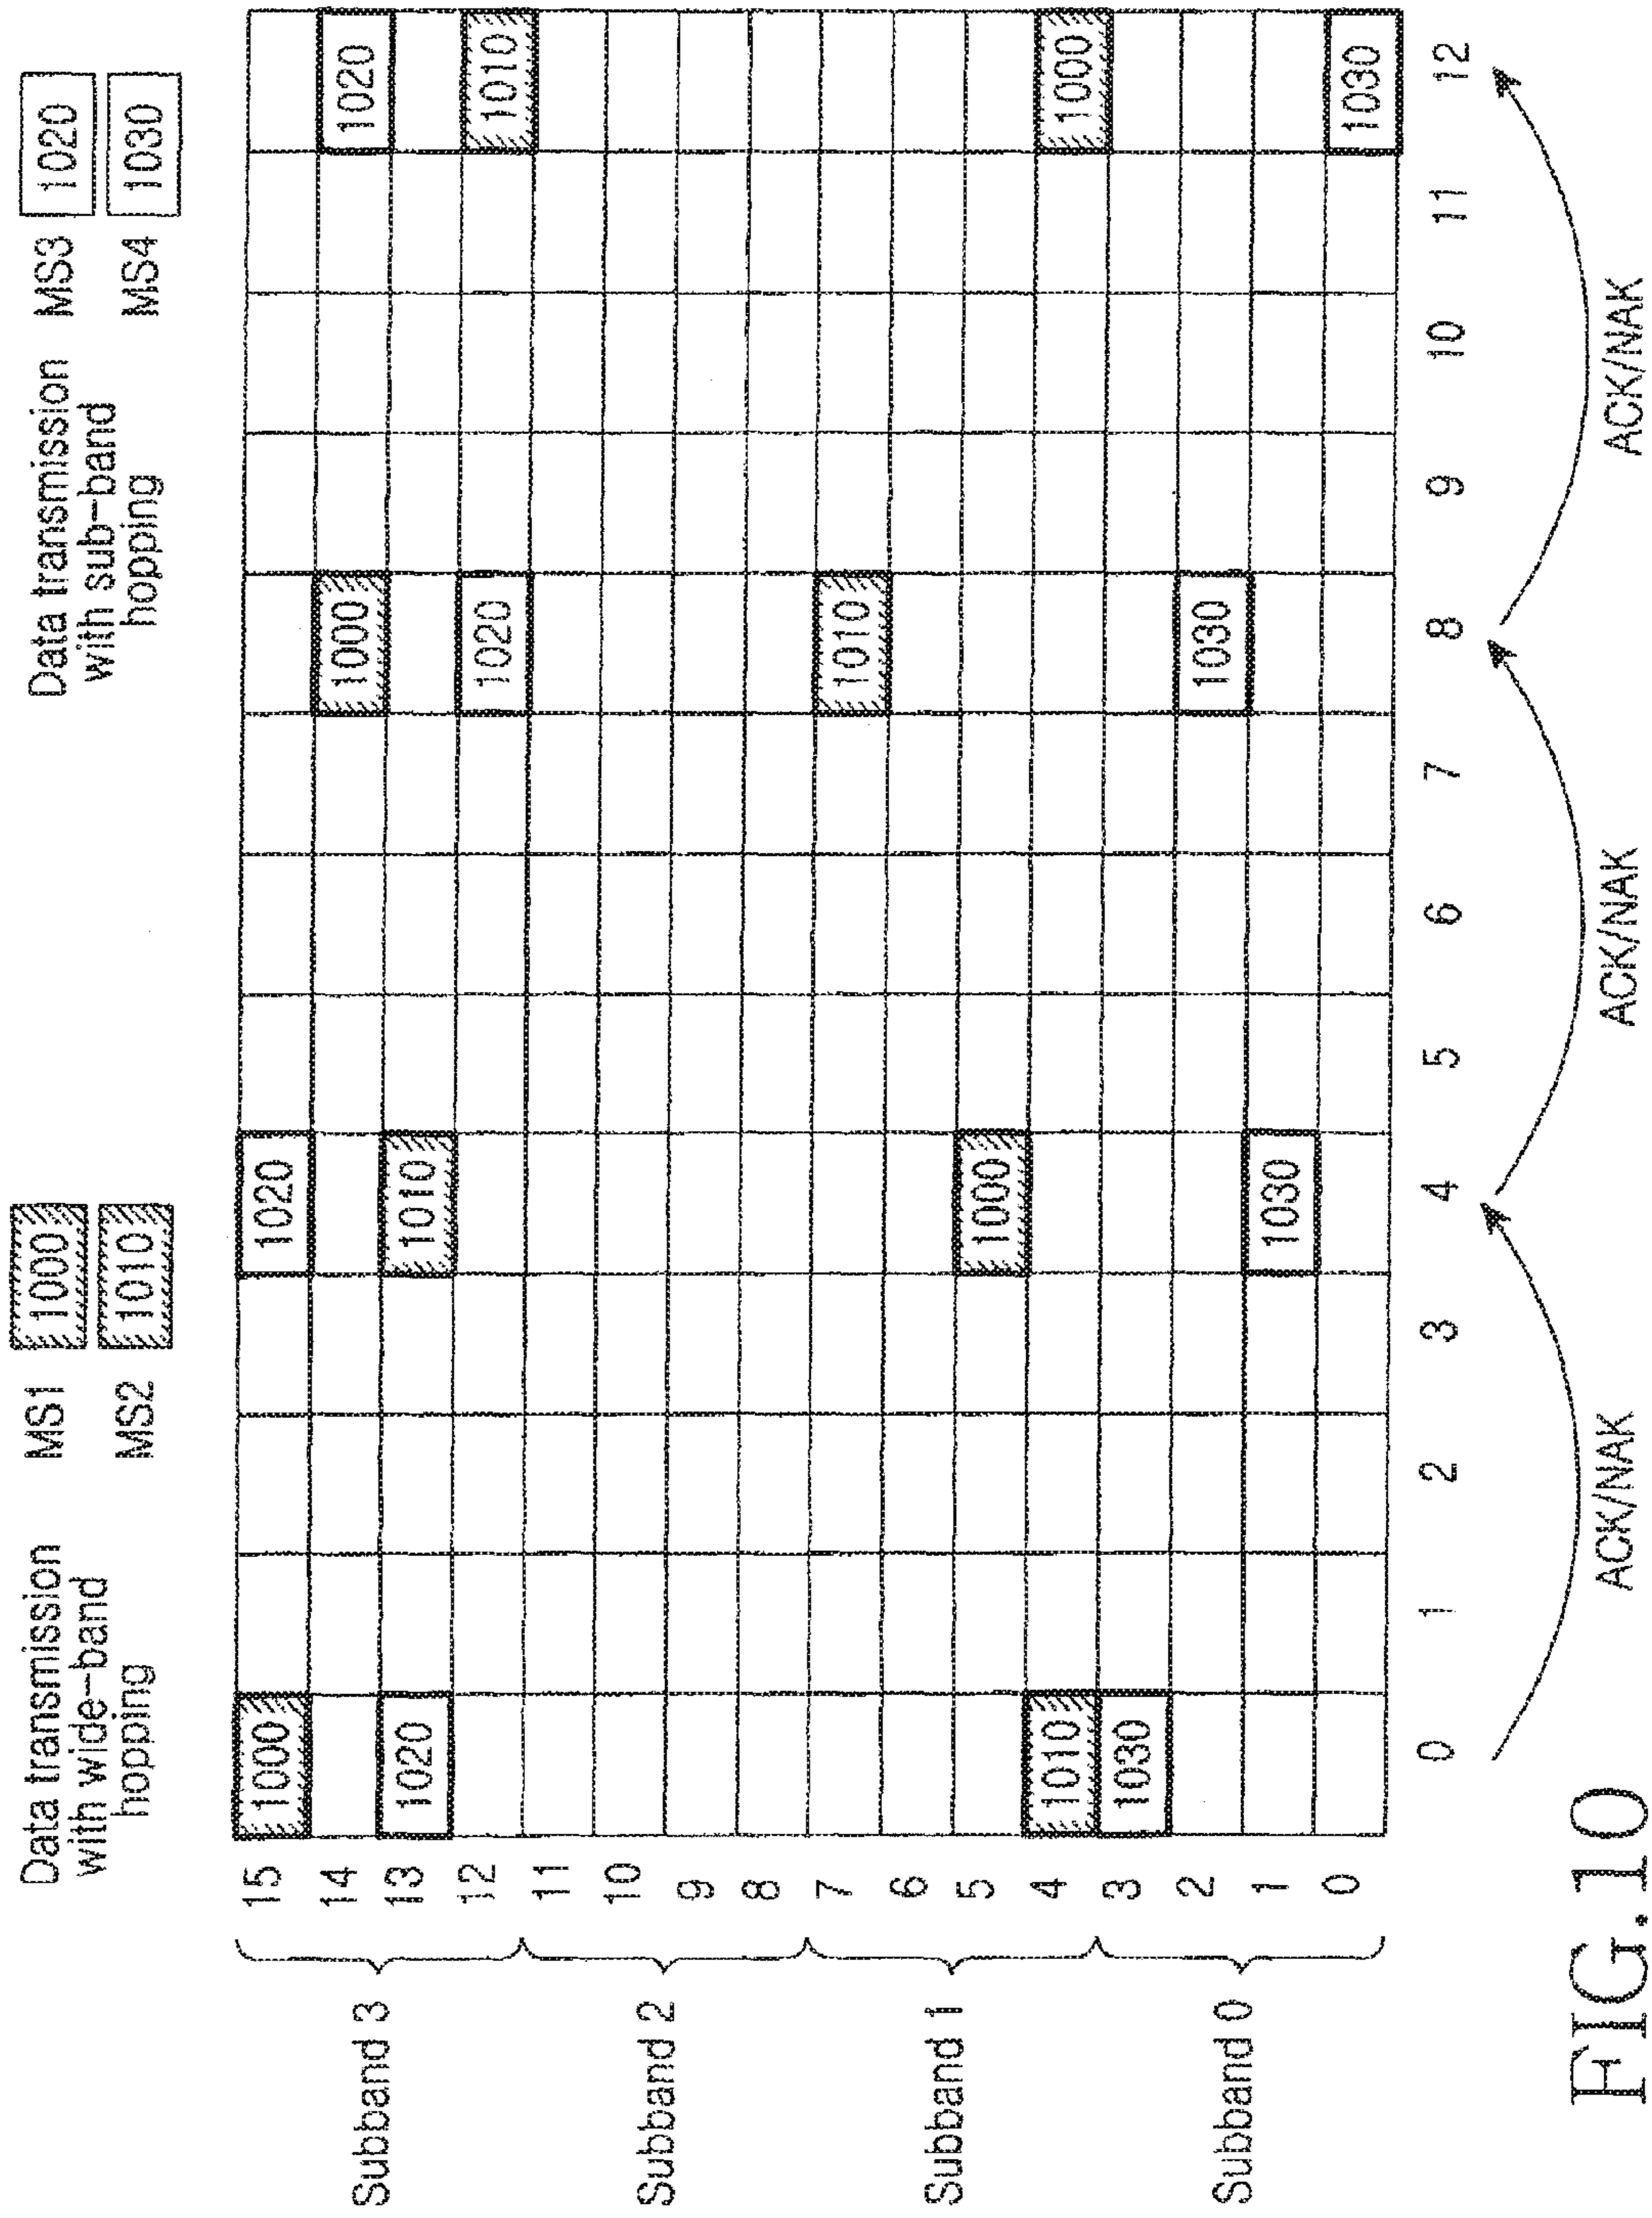 Data transmission
with wide-band
hopping
MS1 1000
MS2 1010
Data transmission
with sub-band
hopping
MS3 1020
MS4 1030
Subband 3
Subband 2
Subband 1
Subband 0
15 1000 1020
14 1000 1020
13 1020 1010
12 1020 1010
11
10
9
8
7 1010
6
5 1000
4 1010 1000
3 1030
2 1030
1 1030
0 1030
0 1 2 3 4 5 6 7 8 9 10 11 12
ACK/NAK ACK/NAK ACK/NAK
FIG.10